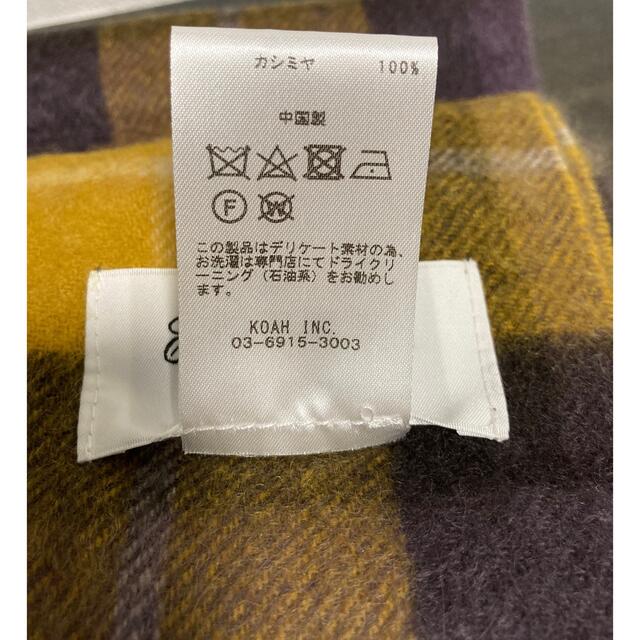 カシミヤ 100%
中国製
F W
この製品はデリケート素材の為、
お洗濯は専門店にてドライクリ
ーニング（石油系）をお勧めし
ます。
KOAH INC.
03-6915-3003